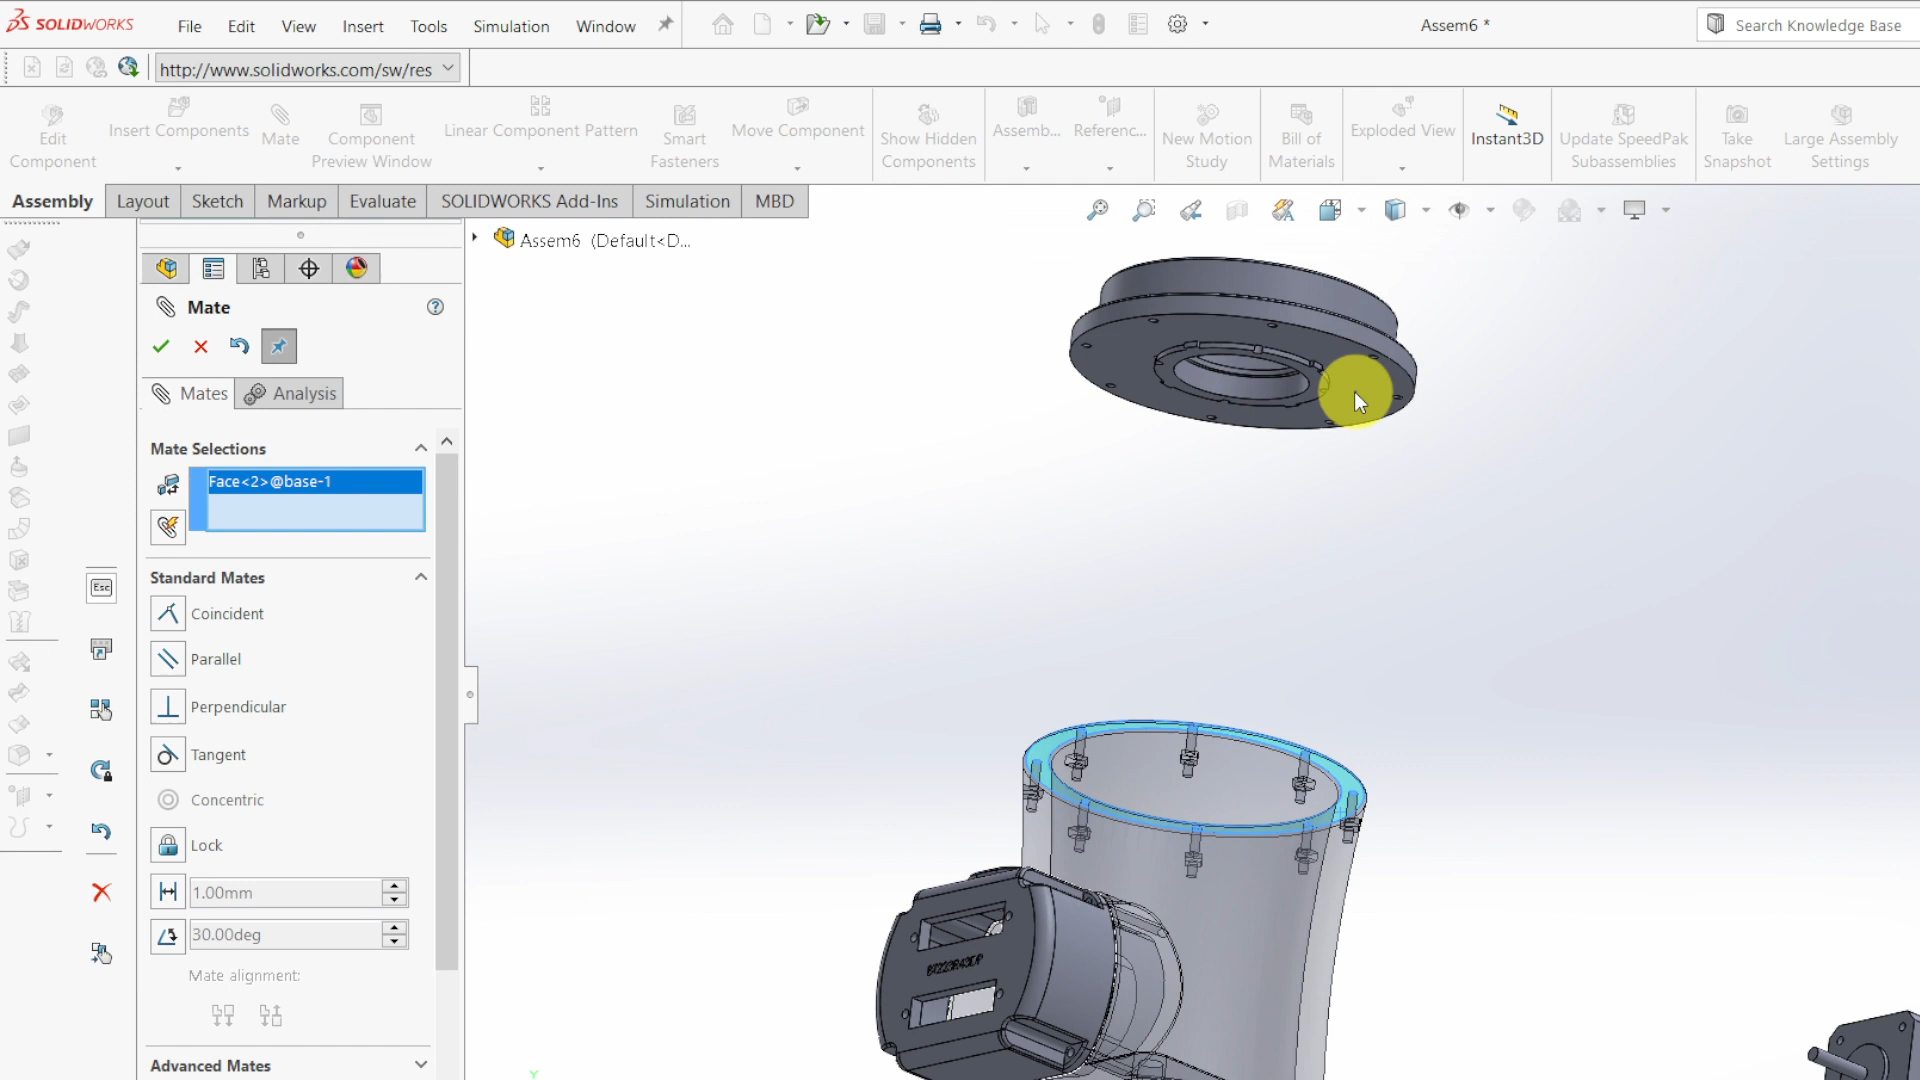 SOLIDWORKS File Edit View Insert Tools Simulation Window Assem6 * Search Knowledge Base
http://www.solidworks.com/sw/res
Edit Component
Insert Components
Mate
Component Preview Window
Linear Component Pattern
Smart Fasteners
Move Component
Show Hidden Components
Assemb...
Referenc...
New Motion Study
Bill of Materials
Exploded View
Instant3D
Update SpeedPak Subassemblies
Take Snapshot
Large Assembly Settings
Assembly Layout Sketch Markup Evaluate SOLIDWORKS Add-Ins Simulation MBD
Assem6 (Default<D...
Mate
Mates Analysis
Mate Selections
Face<2>@base-1
Standard Mates
Coincident
Esc
Parallel
Perpendicular
Tangent
Concentric
Lock
1.00mm
30.00deg
Mate alignment:
Advanced Mates
Y